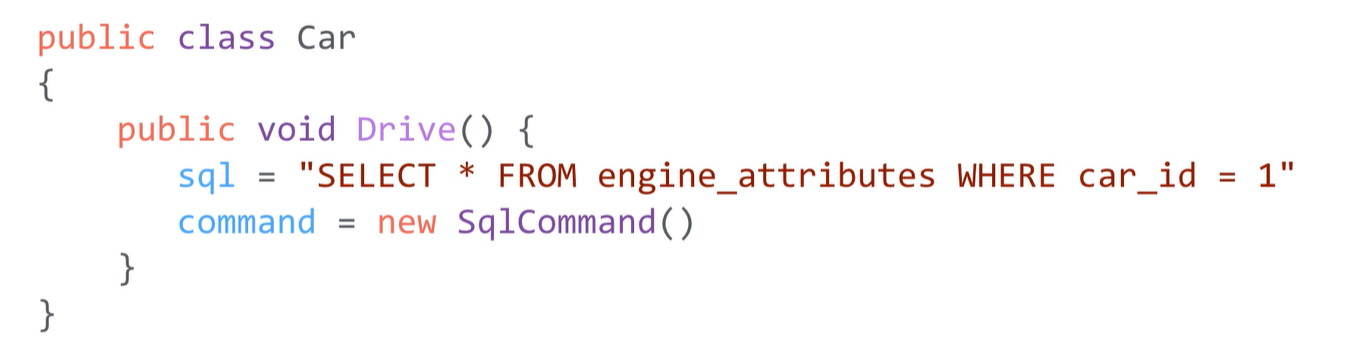 public class Car
{
    public void Drive() {
       sql = "SELECT * FROM engine_attributes WHERE car_id = 1"
       command = new SqlCommand()
    }
}